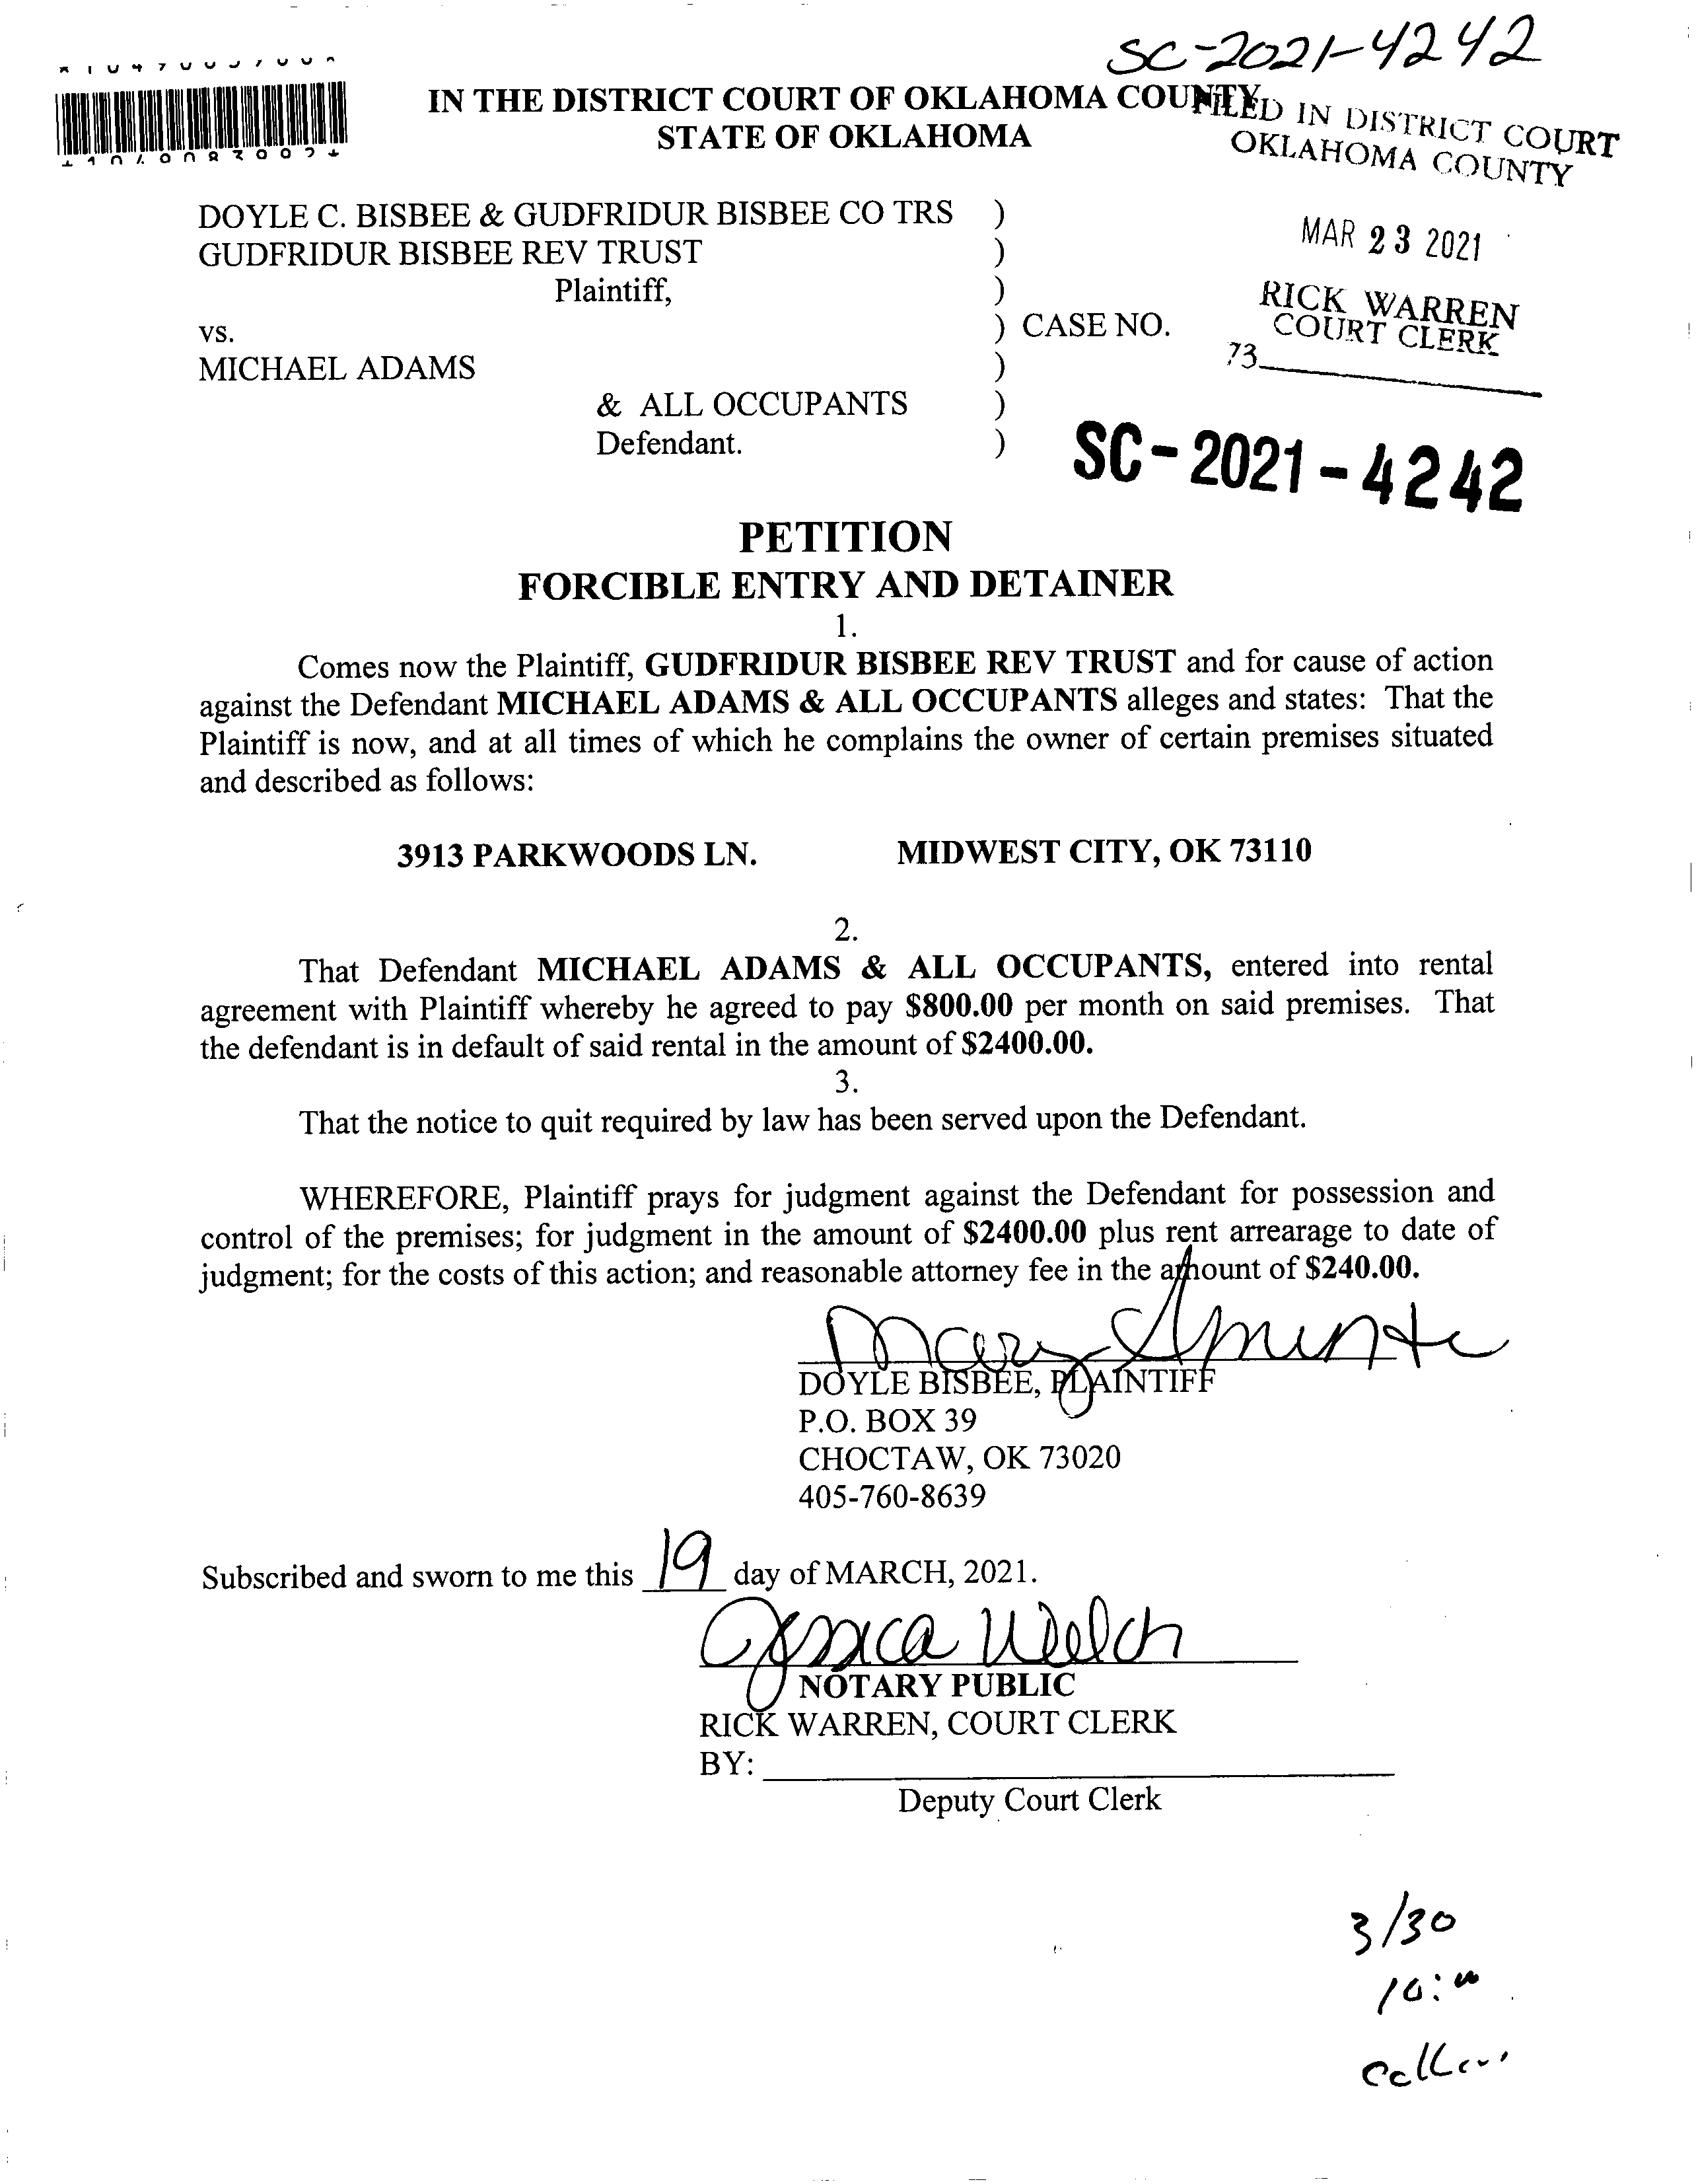 SC-2021-4242
IN THE DISTRICT COURT OF OKLAHOMA COUNTY
STATE OF OKLAHOMA
FILED IN DISTRICT COURT
OKLAHOMA COUNTY
MAR 23 2021
RICK WARREN
COURT CLERK
73
DOYLE C. BISBEE & GUDFRIDUR BISBEE CO TRS )
GUDFRIDUR BISBEE REV TRUST )
Plaintiff, )
vs. ) CASE NO.
MICHAEL ADAMS )
& ALL OCCUPANTS )
Defendant. )
SC-2021-4242
PETITION
FORCIBLE ENTRY AND DETAINER
1.
Comes now the Plaintiff, GUDFRIDUR BISBEE REV TRUST and for cause of action
against the Defendant MICHAEL ADAMS & ALL OCCUPANTS alleges and states: That the
Plaintiff is now, and at all times of which he complains the owner of certain premises situated
and described as follows:
3913 PARKWOODS LN. MIDWEST CITY, OK 73110
2.
That Defendant MICHAEL ADAMS & ALL OCCUPANTS, entered into rental
agreement with Plaintiff whereby he agreed to pay $800.00 per month on said premises. That
the defendant is in default of said rental in the amount of $2400.00.
3.
That the notice to quit required by law has been served upon the Defendant.
WHEREFORE, Plaintiff prays for judgment against the Defendant for possession and
control of the premises; for judgment in the amount of $2400.00 plus rent arrearage to date of
judgment; for the costs of this action; and reasonable attorney fee in the amount of $240.00.
Mary
DOYLE BISBEE, PLAINTIFF
P.O. BOX 39
CHOCTAW, OK 73020
405-760-8639
Subscribed and sworn to me this 19 day of MARCH, 2021.
Jessica Welch
NOTARY PUBLIC
RICK WARREN, COURT CLERK
BY:
Deputy Court Clerk
3/30